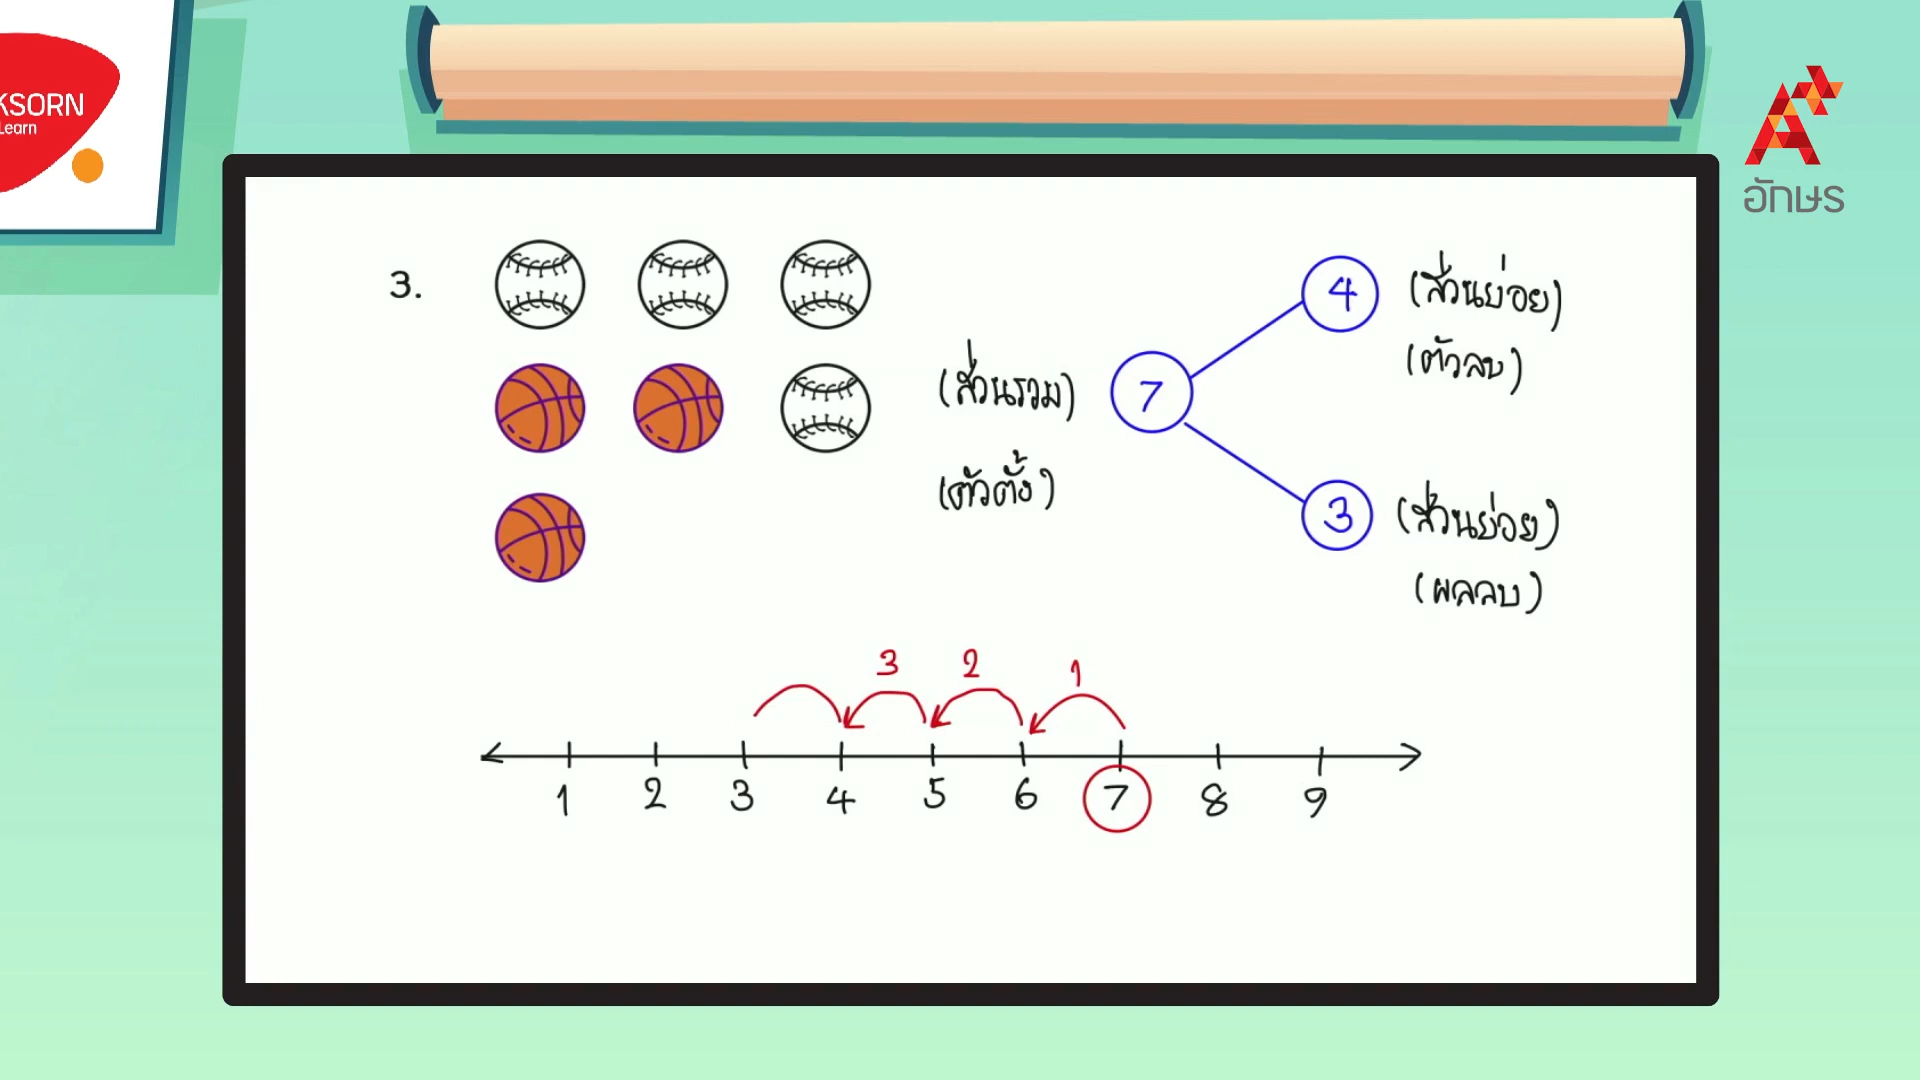 KSORN
Learn
อักษร
3.
4
(ส่วนย่อย)
(ตัวลบ)
(ส่วนรวม)
7
(ตัวตั้ง)
3
(ส่วนย่อย)
(ผลลบ)
3 2 1
1 2 3 4 5 6 7 8 9